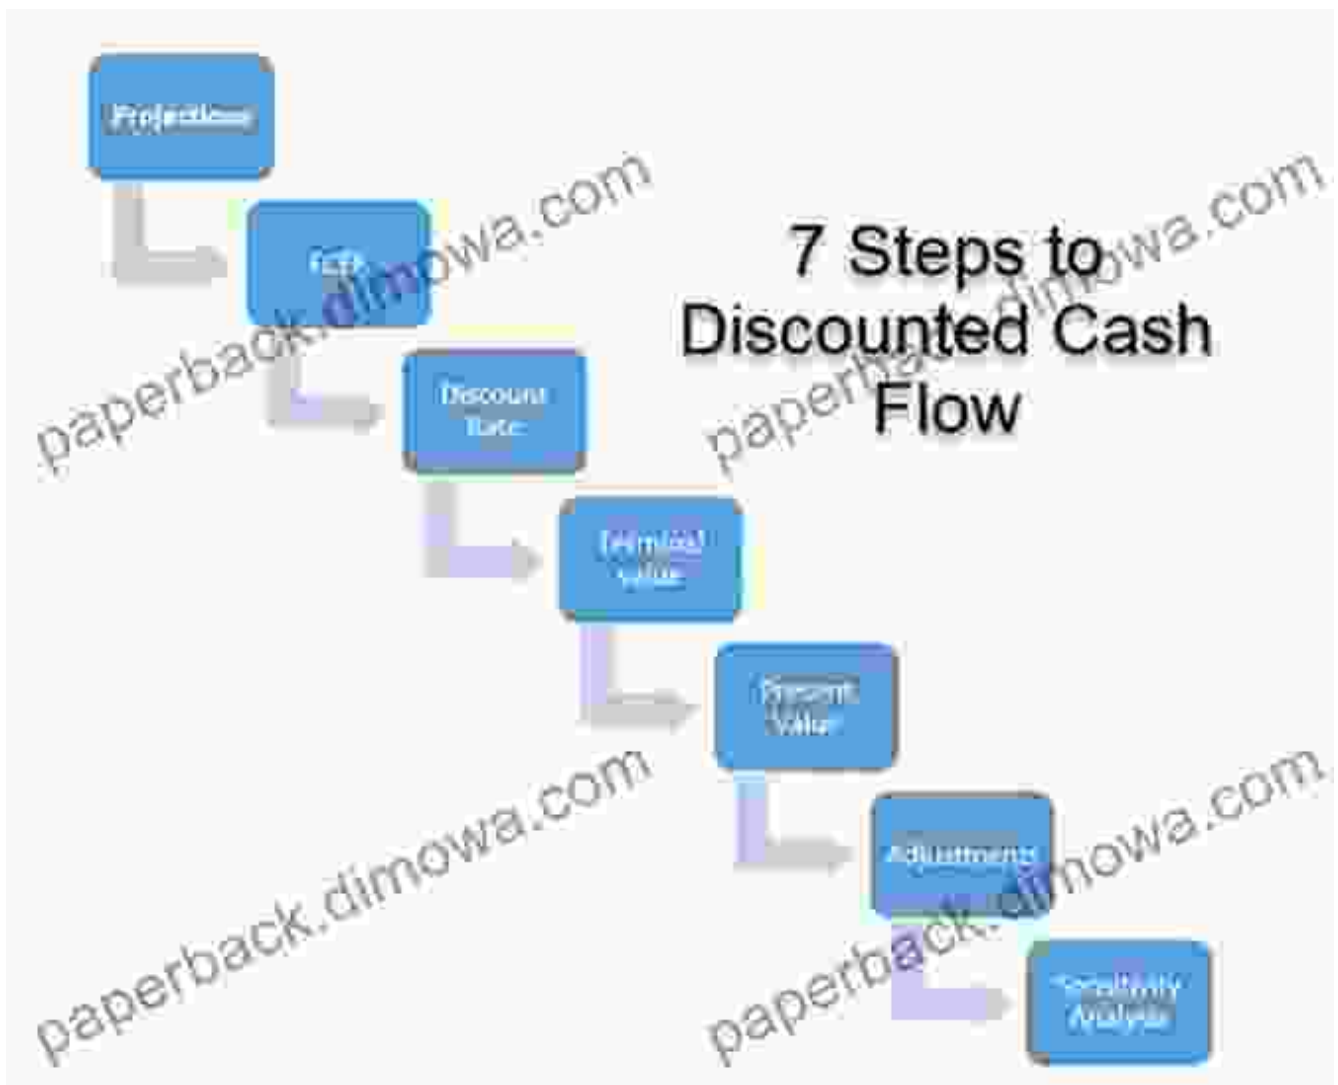 Projections
7 Steps to
Discounted Cash
Flow
Discount
Rate
Terminal
Value
Present
Value
Adjustments
Sensitivity
Analysis
paperback.dimowa.com
paperback.dimowa.com
paperback.dimowa.com
paperback.dimowa.com